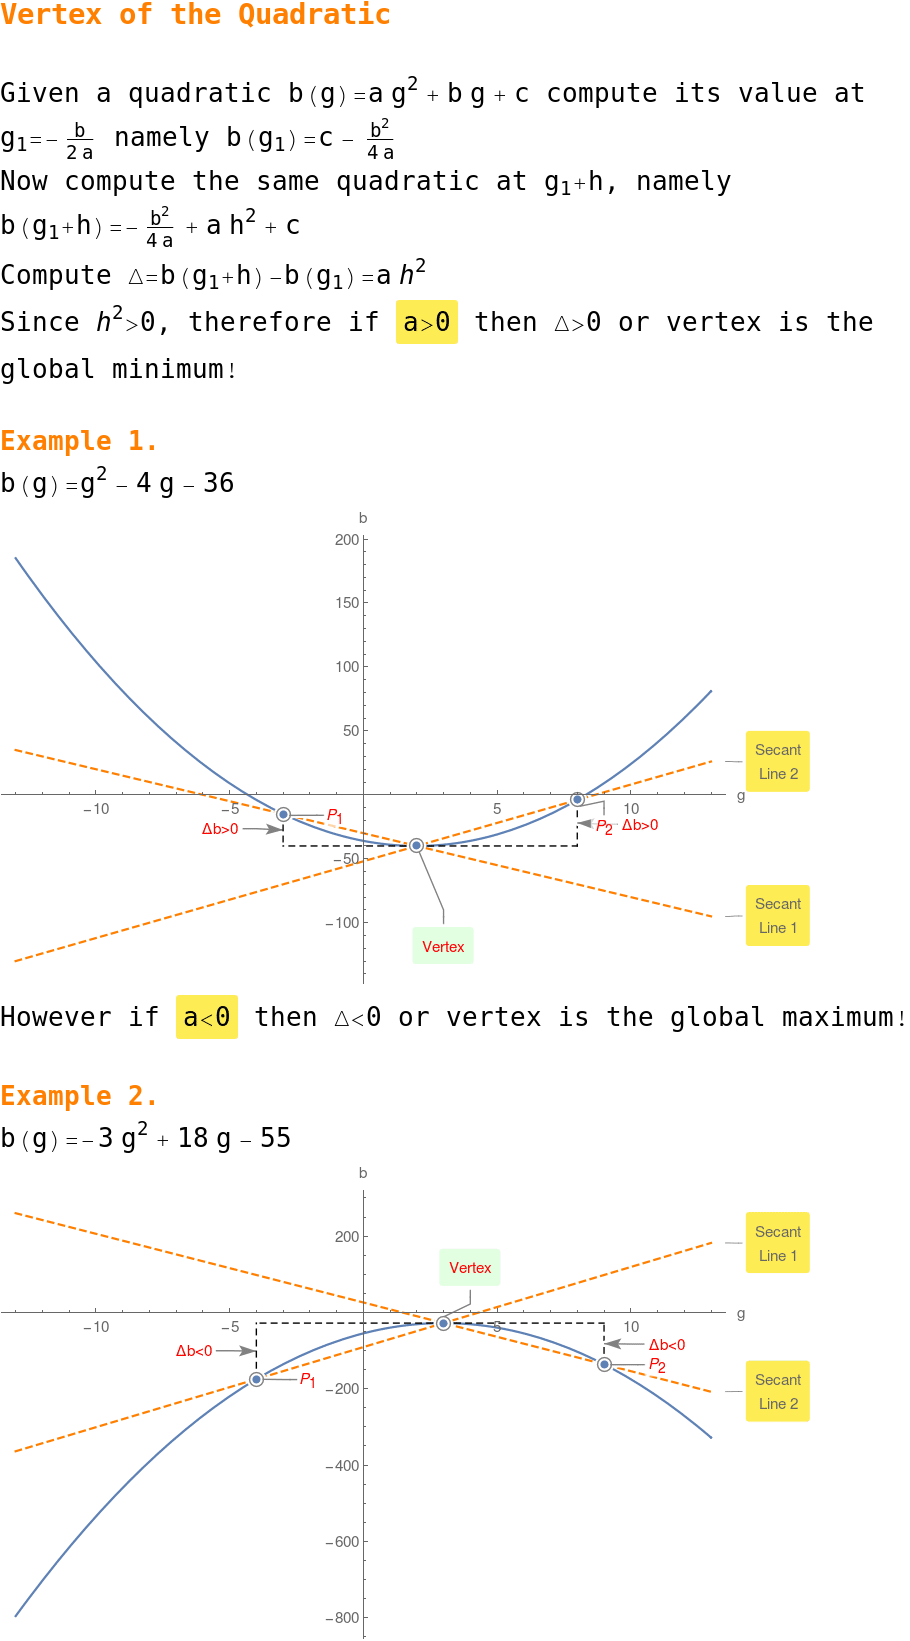 Vertex of the Quadratic
Given a quadratic b(g)=a g² + b g + c compute its value at
g₁=- b/(2 a) namely b(g₁)=c - b²/(4 a)
Now compute the same quadratic at g₁+h, namely
b(g₁+h)=- b²/(4 a) + a h² + c
Compute Δ=b(g₁+h)-b(g₁)=a h²
Since h²>0, therefore if a>0 then Δ>0 or vertex is the
global minimum!
Example 1.
b(g)=g² - 4 g - 36
b
200
150
100
50
Secant
Line 2
g
-10
-5
5
10
P₁
Δb>0
P₂
Δb>0
-50
Secant
Line 1
-100
Vertex
However if a<0 then Δ<0 or vertex is the global maximum!
Example 2.
b(g)=-3 g² + 18 g - 55
b
200
Secant
Line 1
Vertex
g
-10
-5
5
10
Δb<0
Δb<0
P₂
P₁
-200
Secant
Line 2
-400
-600
-800